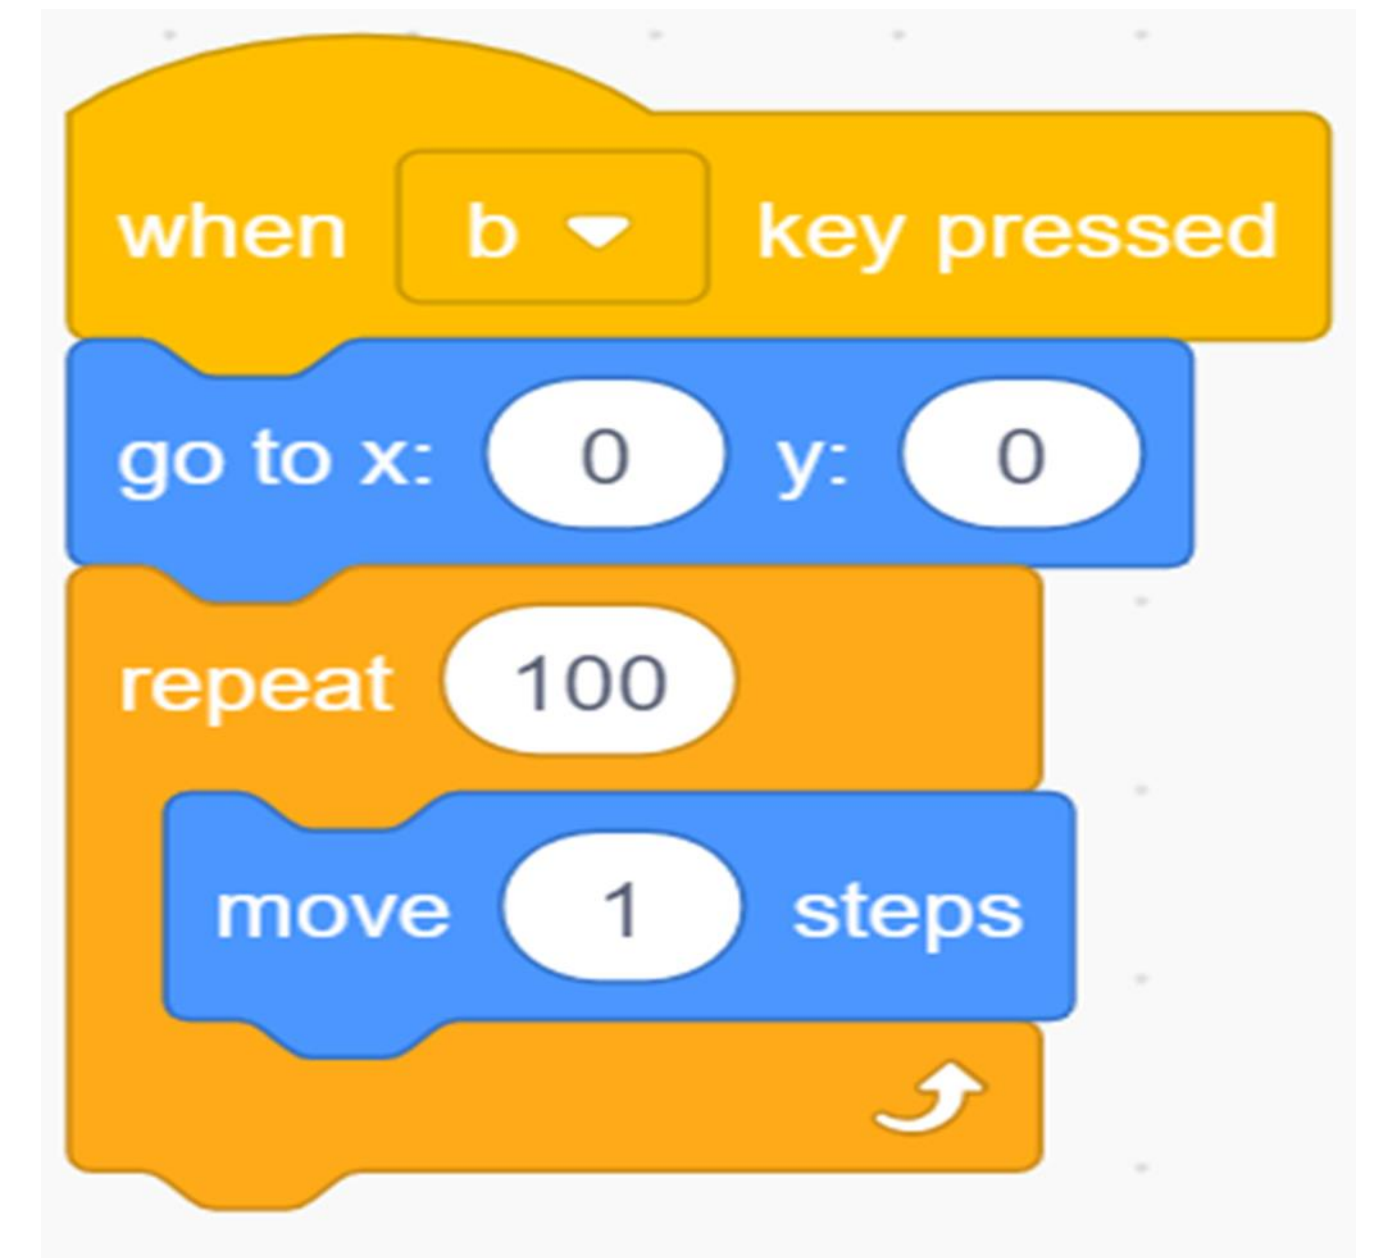 when b key pressed
go to x: 0 y: 0
repeat 100
move 1 steps